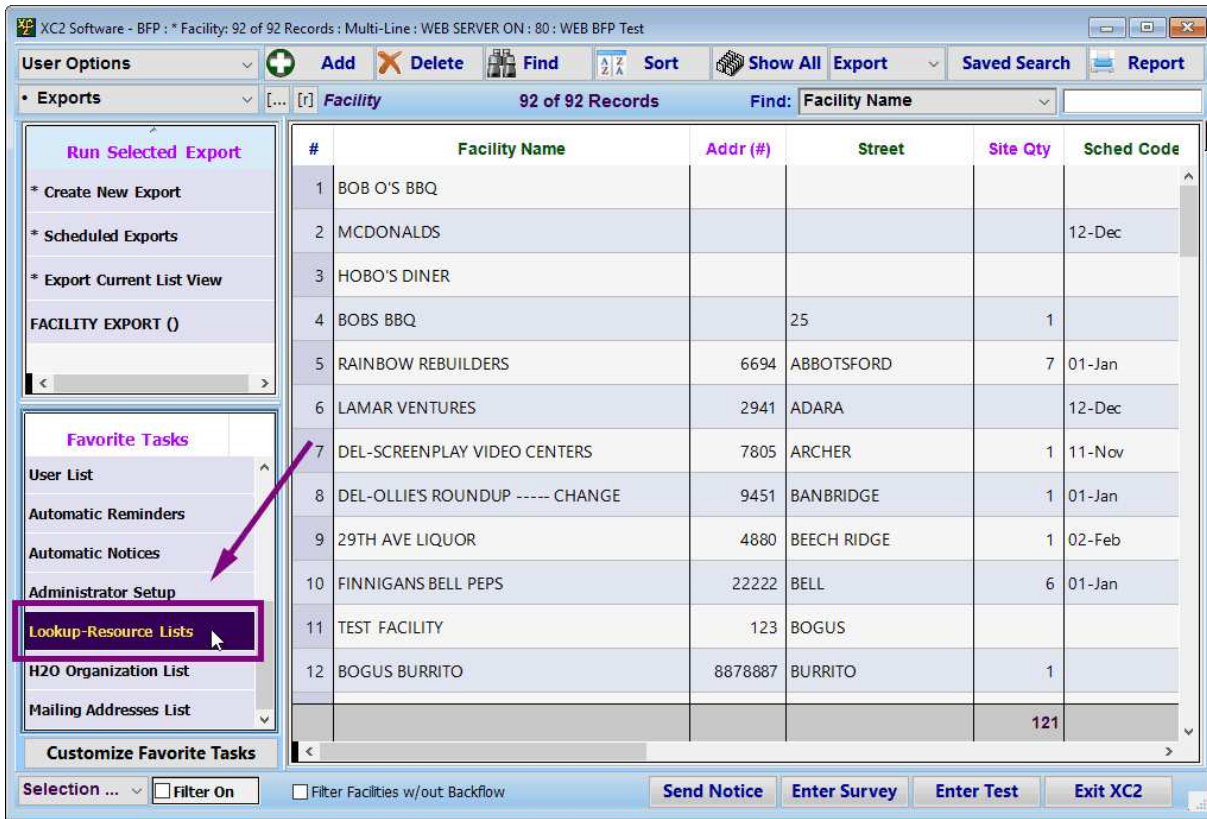 XC2 Software - BFP : * Facility: 92 of 92 Records : Multi-Line : WEB SERVER ON : 80 : WEB BFP Test
User Options Add Delete Find Sort Show All Export Saved Search Report
• Exports [... [r] Facility 92 of 92 Records Find: Facility Name
Run Selected Export
* Create New Export
* Scheduled Exports
* Export Current List View
FACILITY EXPORT ()
Favorite Tasks
User List
Automatic Reminders
Automatic Notices
Administrator Setup
Lookup-Resource Lists
H2O Organization List
Mailing Addresses List
Customize Favorite Tasks
# Facility Name Addr (#) Street Site Qty Sched Code
1 BOB O'S BBQ
2 MCDONALDS 12-Dec
3 HOBO'S DINER
4 BOBS BBQ 25 1
5 RAINBOW REBUILDERS 6694 ABBOTSFORD 7 01-Jan
6 LAMAR VENTURES 2941 ADARA 12-Dec
7 DEL-SCREENPLAY VIDEO CENTERS 7805 ARCHER 1 11-Nov
8 DEL-OLLIE'S ROUNDUP ----- CHANGE 9451 BANBRIDGE 1 01-Jan
9 29TH AVE LIQUOR 4880 BEECH RIDGE 1 02-Feb
10 FINNIGANS BELL PEPS 22222 BELL 6 01-Jan
11 TEST FACILITY 123 BOGUS
12 BOGUS BURRITO 8878887 BURRITO 1
121
Selection ... Filter On Filter Facilities w/out Backflow Send Notice Enter Survey Enter Test Exit XC2